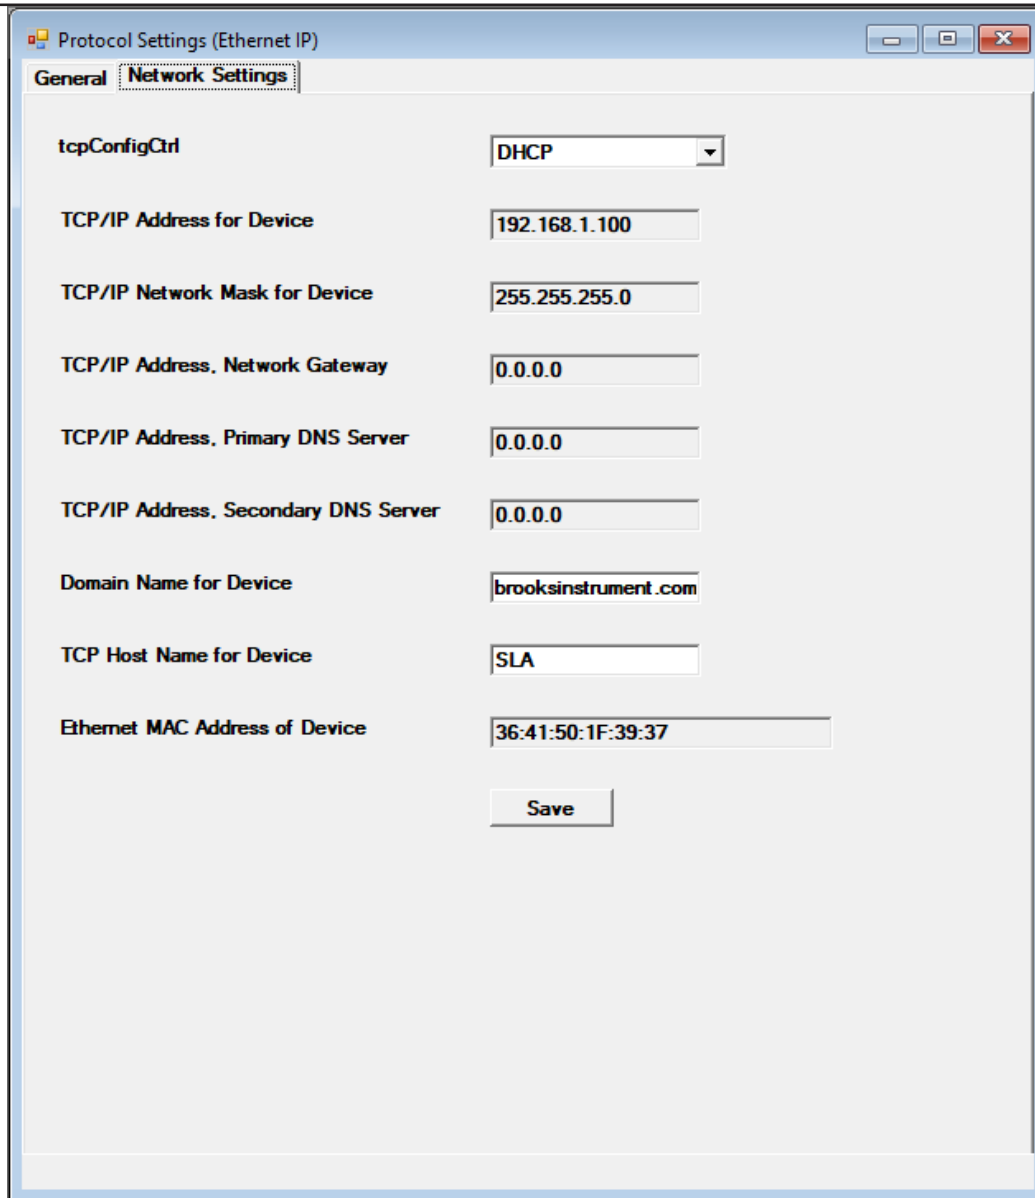 Protocol Settings (Ethernet IP)
General Network Settings
tcpConfigCtrl DHCP
TCP/IP Address for Device 192.168.1.100
TCP/IP Network Mask for Device 255.255.255.0
TCP/IP Address, Network Gateway 0.0.0.0
TCP/IP Address, Primary DNS Server 0.0.0.0
TCP/IP Address, Secondary DNS Server 0.0.0.0
Domain Name for Device brooksinstrument.com
TCP Host Name for Device SLA
Ethernet MAC Address of Device 36:41:50:1F:39:37
Save